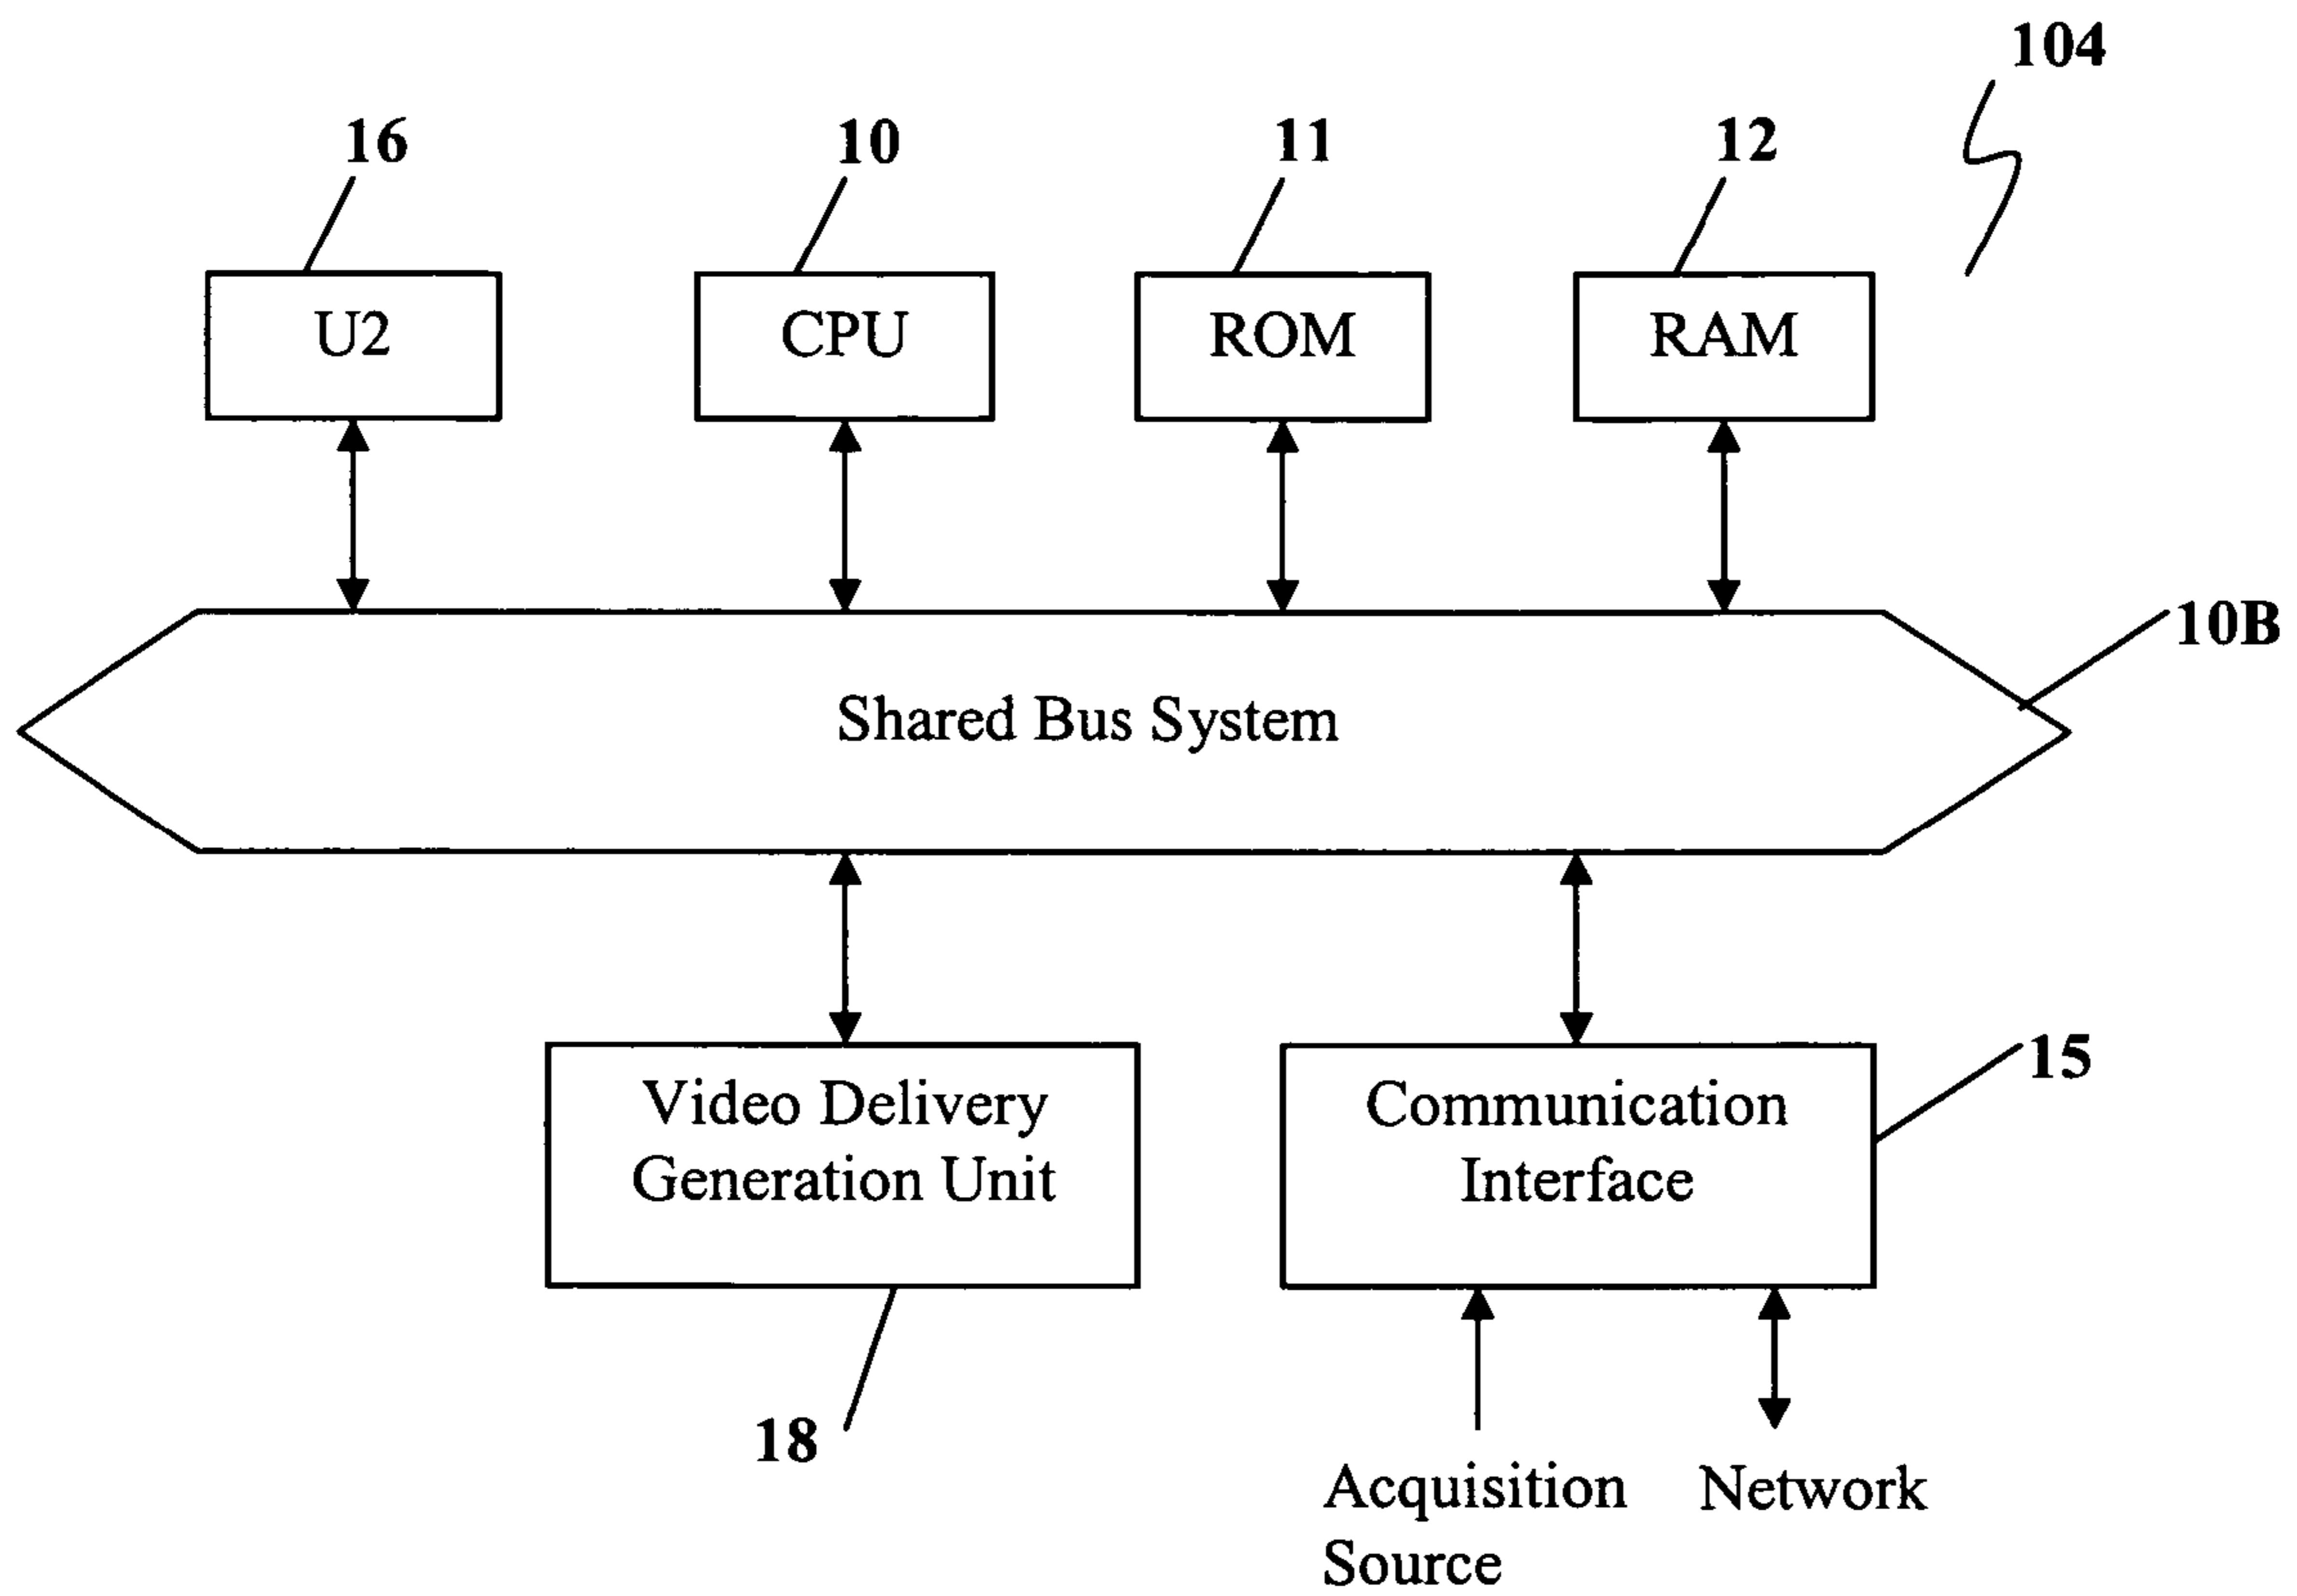 104
16
10
11
12
U2
CPU
ROM
RAM
10B
Shared Bus System
Video Delivery
Generation Unit
Communication
Interface
15
18
Acquisition
Source
Network